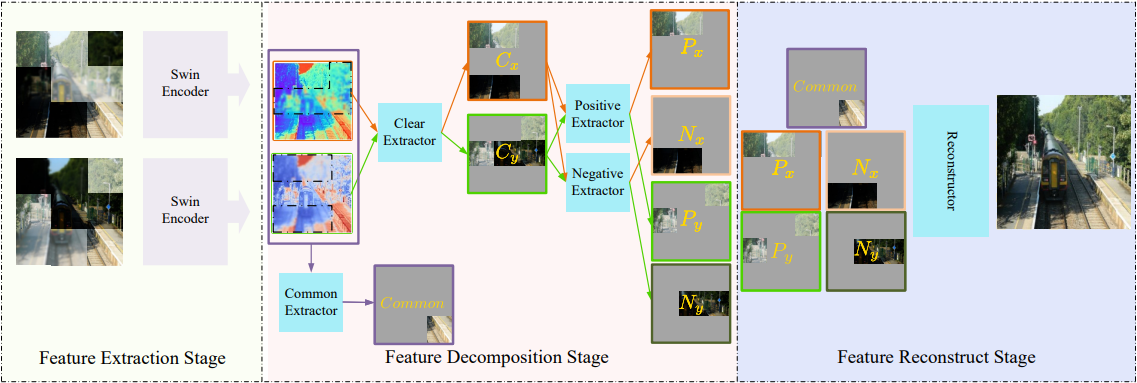 Swin
Encoder
Swin
Encoder
Feature Extraction Stage
Clear
Extractor
Common
Extractor
Common
C_x
C_y
Positive
Extractor
Negative
Extractor
P_x
N_x
P_y
N_y
Feature Decomposition Stage
Common
P_x
N_x
P_y
N_y
Reconstructor
Feature Reconstruct Stage